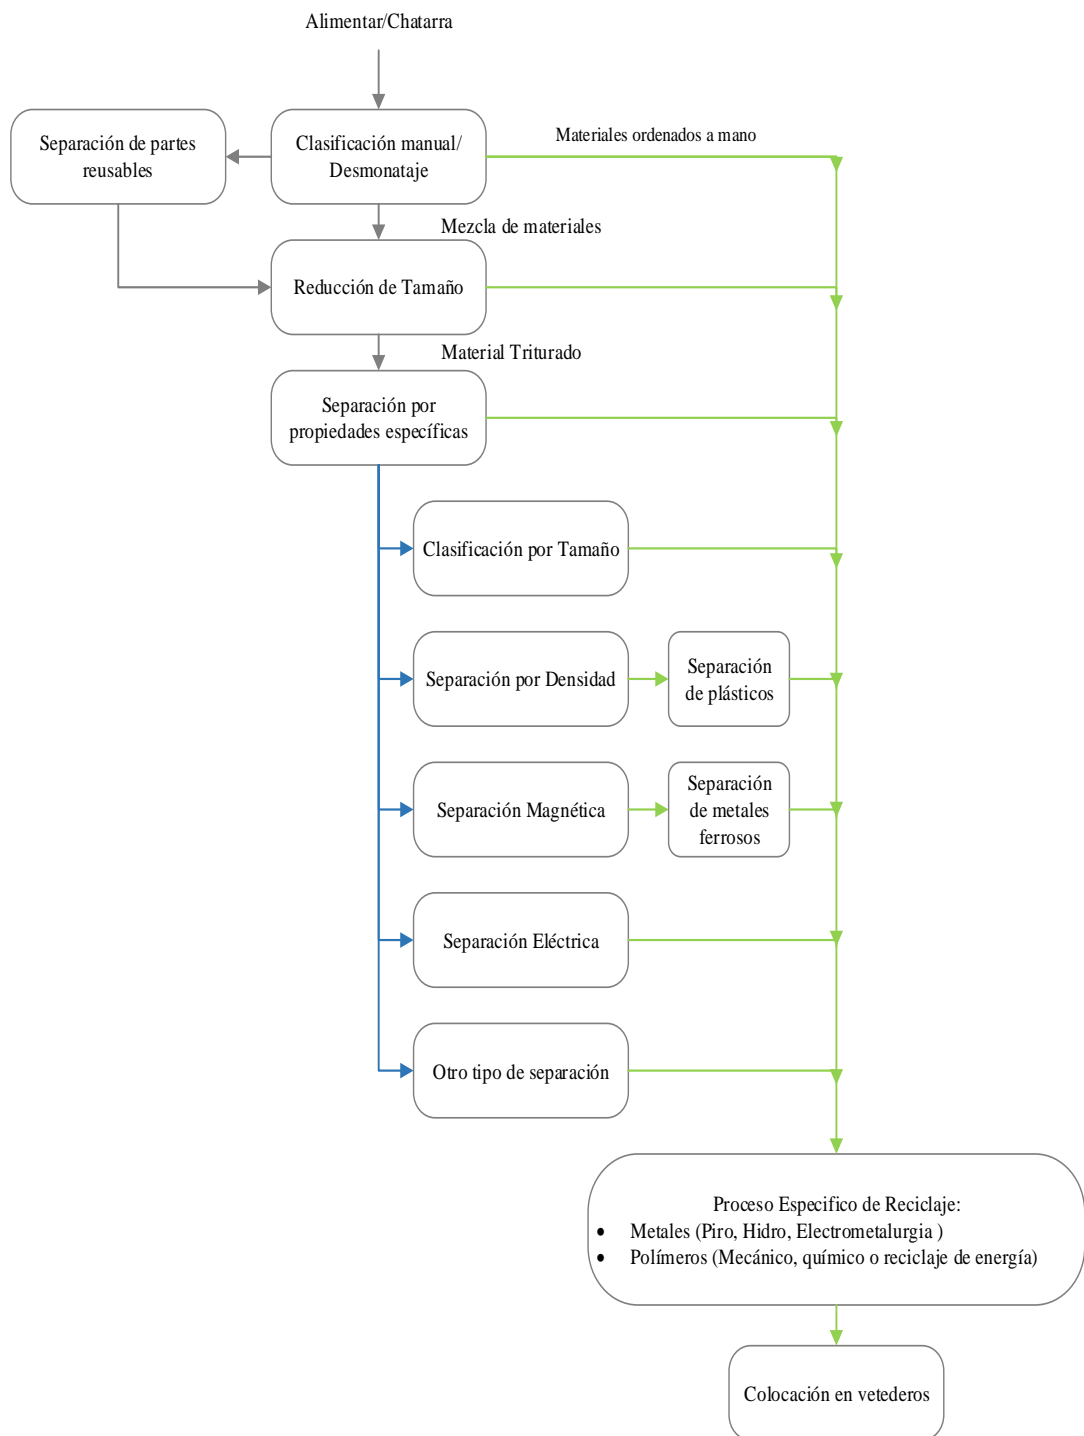 Alimentar/Chatarra
Separación de partes
reusables
Clasificación manual/
Desmonataje
Materiales ordenados a mano
Mezcla de materiales
Reducción de Tamaño
Material Triturado
Separación por
propiedades específicas
Clasificación por Tamaño
Separación por Densidad
Separación
de plásticos
Separación Magnética
Separación
de metales
ferrosos
Separación Eléctrica
Otro tipo de separación
Proceso Especifico de Reciclaje:
• Metales (Piro, Hidro, Electrometalurgia )
• Polímeros (Mecánico, químico o reciclaje de energía)
Colocación en vetederos